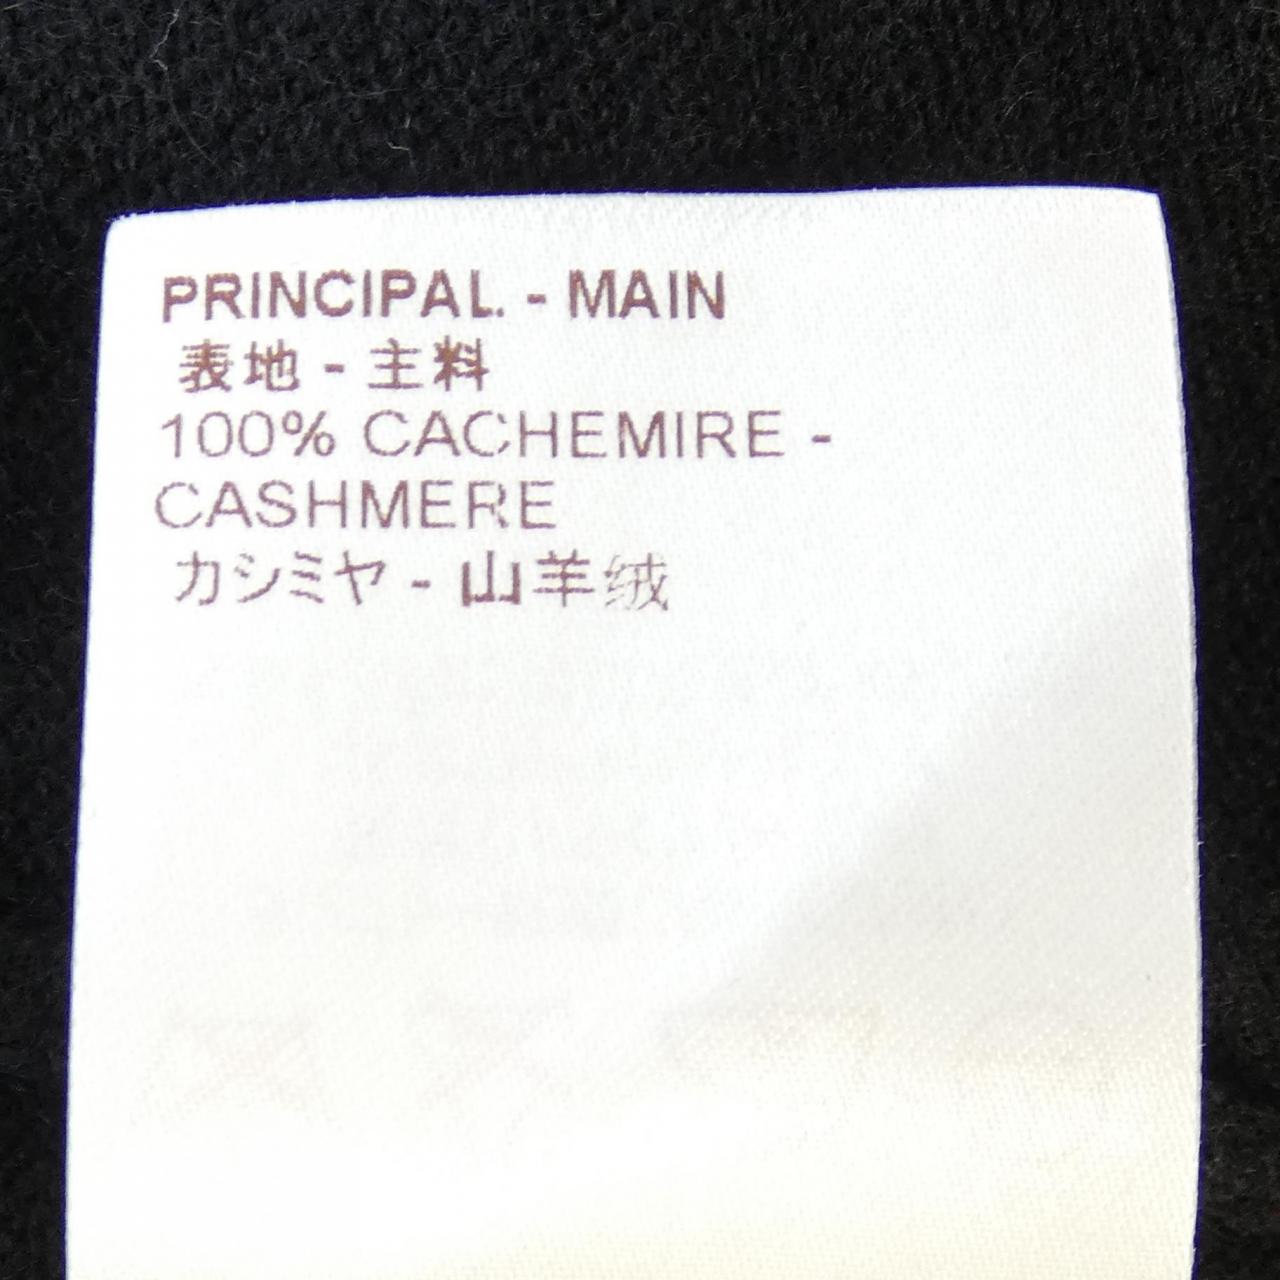 PRINCIPAL. - MAIN
表地 - 主料
100% CACHEMIRE -
CASHMERE
カシミヤ - 山羊绒